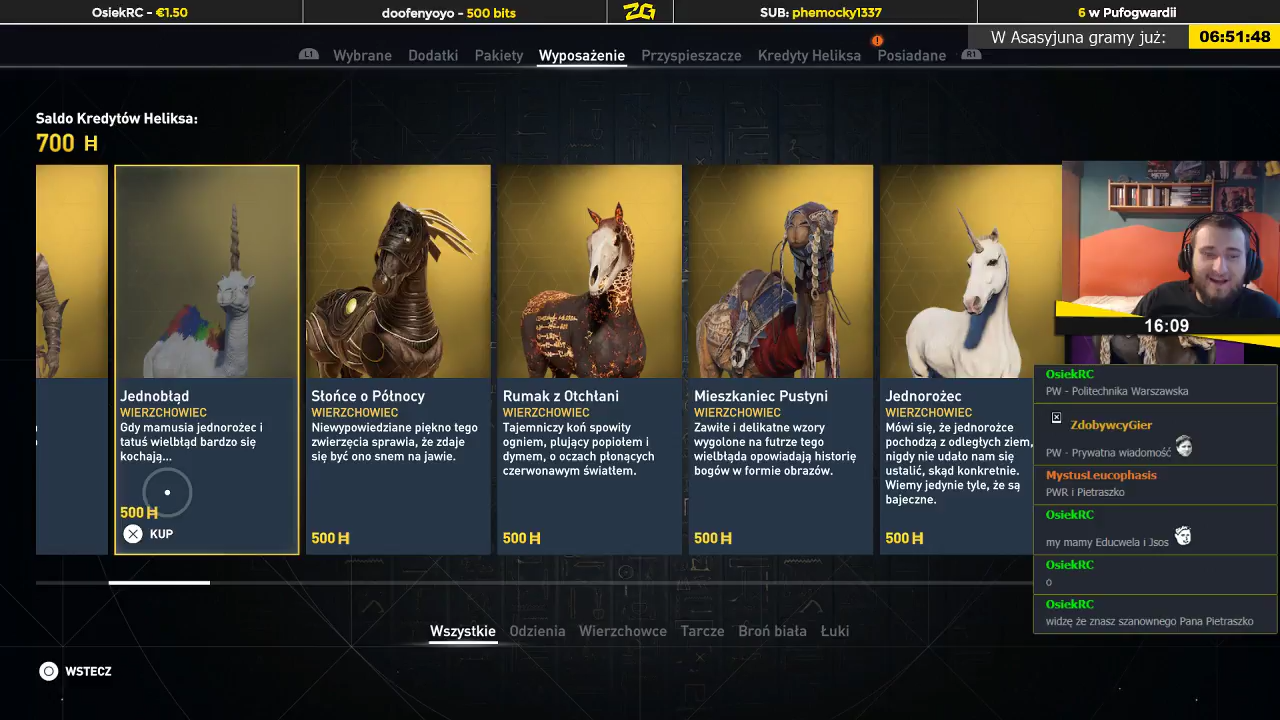 OsiekRC - €1.50
doofenyoyo - 500 bits
ZG
SUB: phemocky1337
6 w Pufogwardii
W Asasyjuna gramy już:
06:51:48
L1
Wybrane
Dodatki
Pakiety
Wyposażenie
Przyspieszacze
Kredyty Heliksa
!
Posiadane
R1
Saldo Kredytów Heliksa:
700
Jednobłąd
WIERZCHOWIEC
Gdy mamusia jednorożec i
tatuś wielbłąd bardzo się
kochają...
500
KUP
Słońce o Północy
WIERZCHOWIEC
Niewypowiedziane piękno tego
zwierzęcia sprawia, że zdaje
się być ono snem na jawie.
500
Rumak z Otchłani
WIERZCHOWIEC
Tajemniczy koń spowity
ogniem, plujący popiołem i
dymem, o oczach płonących
czerwonawym światłem.
500
Mieszkaniec Pustyni
WIERZCHOWIEC
Zawiłe i delikatne wzory
wygolone na futrze tego
wielbłąda opowiadają historię
bogów w formie obrazów.
500
Jednorożec
WIERZCHOWIEC
Mówi się, że jednorożce
pochodzą z odległych ziem,
nigdy nie udało nam się
ustalić, skąd konkretnie.
Wiemy jedynie tyle, że są
bajeczne.
500
16:09
OsiekRC
PW - Politechnika Warszawska
ZdobywcyGier
PW - Prywatna wiadomość
MystusLeucophasis
PWR i Pietraszko
OsiekRC
my mamy Educwela i Jsos
OsiekRC
o
OsiekRC
widzę że znasz szanownego Pana Pietraszko
Wszystkie
Odzienia
Wierzchowce
Tarcze
Broń biała
Łuki
WSTECZ